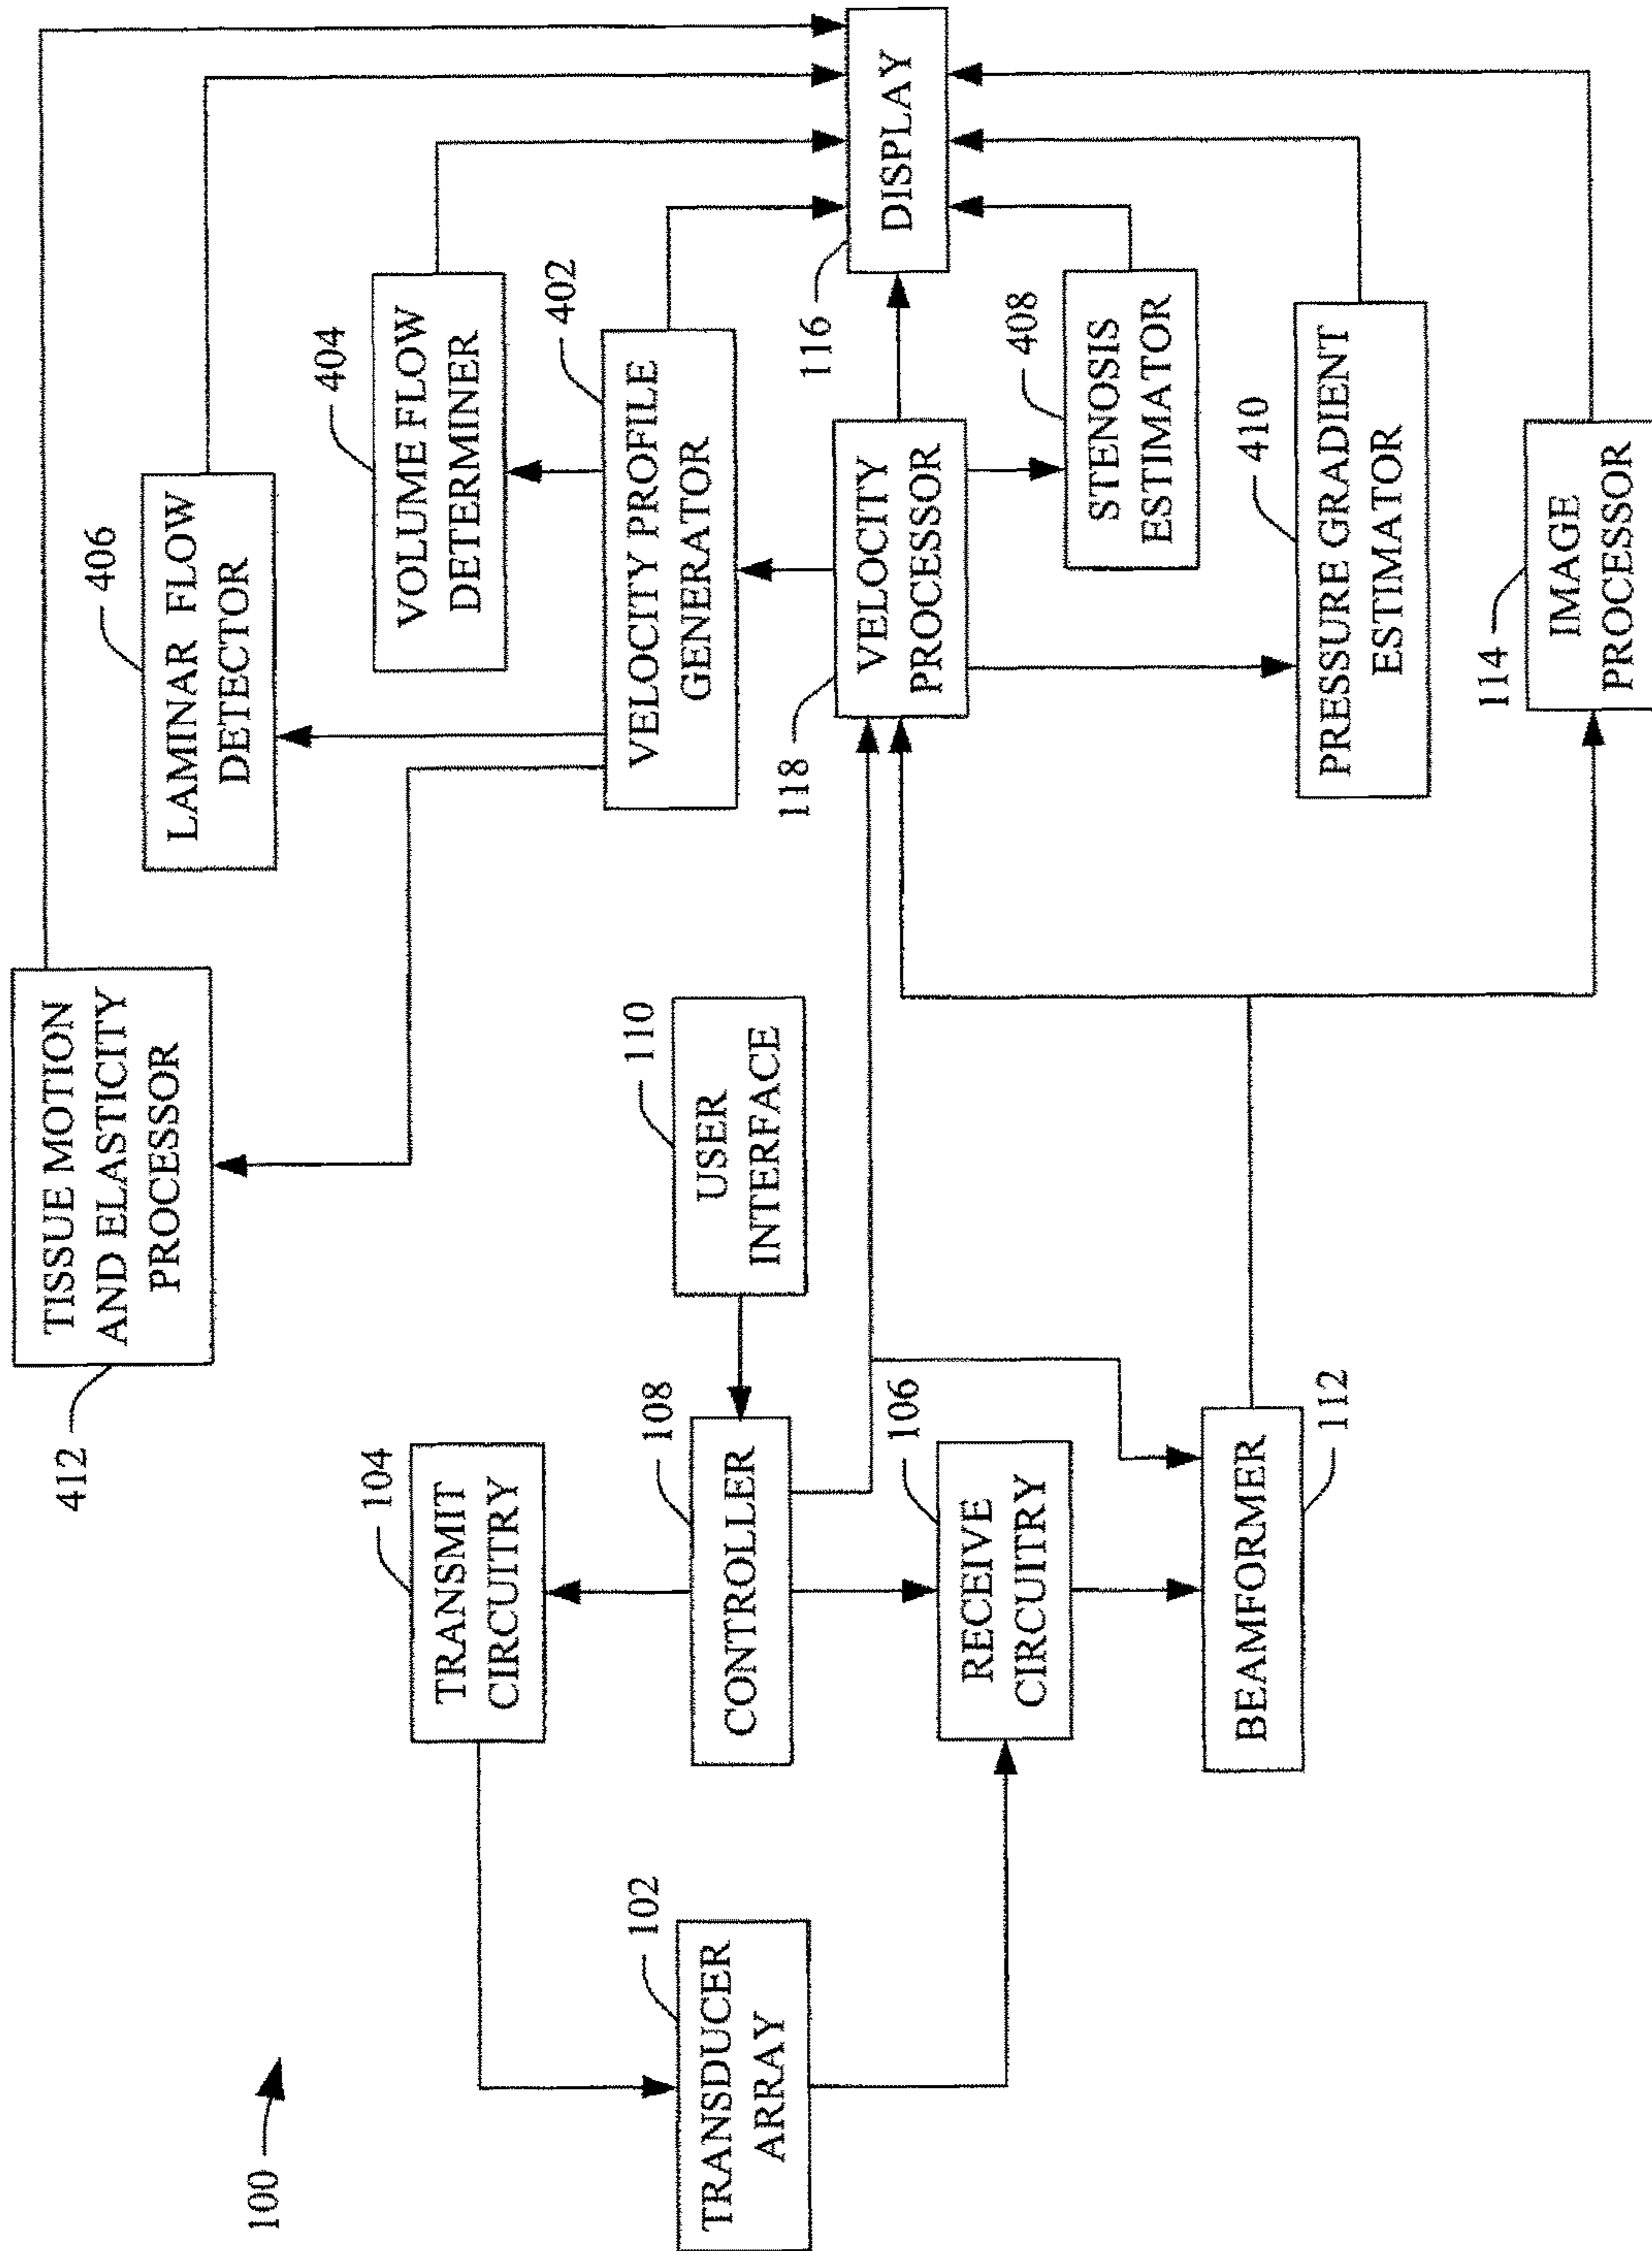 100
TRANSDUCER
ARRAY
102
TRANSMIT
CIRCUITRY
104
CONTROLLER
108
RECEIVE
CIRCUITRY
106
BEAMFORMER
112
USER
INTERFACE
110
TISSUE MOTION
AND ELASTICITY
PROCESSOR
412
LAMINAR FLOW
DETECTOR
406
VOLUME FLOW
DETERMINER
404
VELOCITY PROFILE
GENERATOR
402
VELOCITY
PROCESSOR
118
STENOSIS
ESTIMATOR
408
PRESSURE GRADIENT
ESTIMATOR
410
IMAGE
PROCESSOR
114
DISPLAY
116